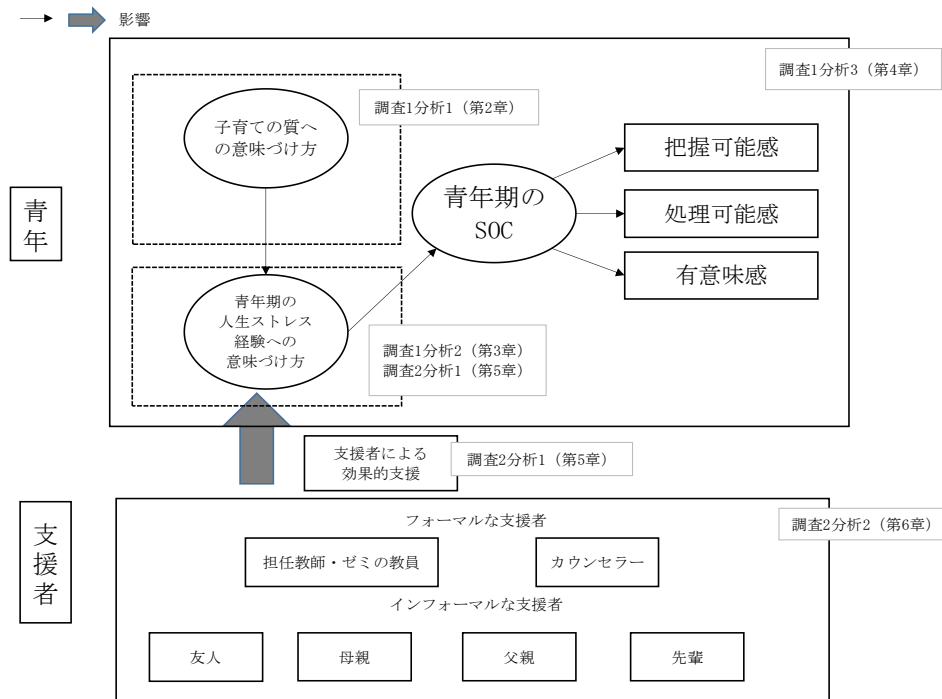 影響
調査1分析3（第4章）
調査1分析1（第2章）
子育ての質へ
の意味づけ方
青年
青年期の
SOC
把握可能感
処理可能感
有意味感
青年期の
人生ストレス
経験への
意味づけ方
調査1分析2（第3章）
調査2分析1（第5章）
支援者による
効果的支援
調査2分析1（第5章）
支援者
フォーマルな支援者
調査2分析2（第6章）
担任教師・ゼミの教員
カウンセラー
インフォーマルな支援者
友人
母親
父親
先輩